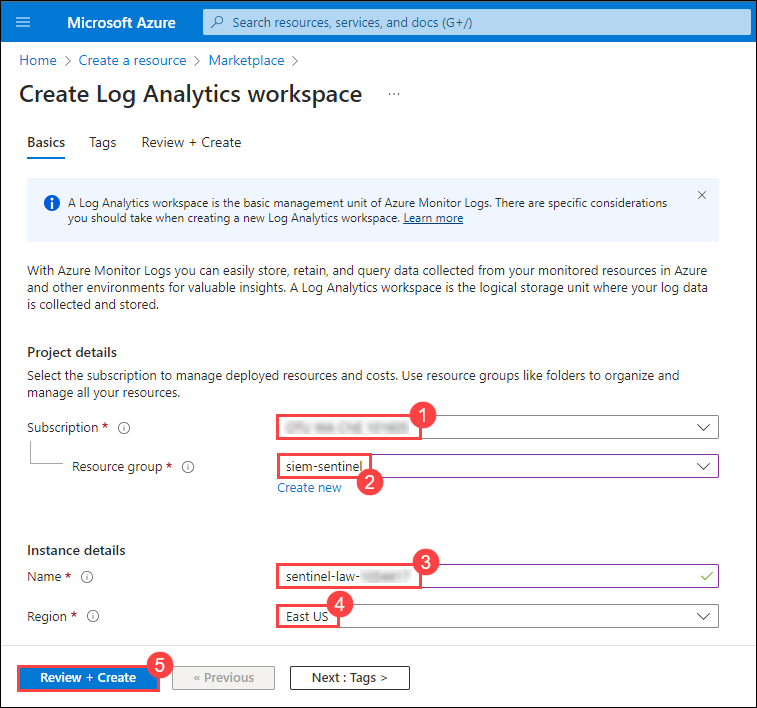 Microsoft Azure
Search resources, services, and docs (G+/)
Home > Create a resource > Marketplace >
Create Log Analytics workspace ...
Basics Tags Review + Create
A Log Analytics workspace is the basic management unit of Azure Monitor Logs. There are specific considerations
you should take when creating a new Log Analytics workspace. Learn more
With Azure Monitor Logs you can easily store, retain, and query data collected from your monitored resources in Azure
and other environments for valuable insights. A Log Analytics workspace is the logical storage unit where your log data
is collected and stored.
Project details
Select the subscription to manage deployed resources and costs. Use resource groups like folders to organize and
manage all your resources.
Subscription * 1
Resource group * siem-sentinel 2
Create new
Instance details
Name * sentinel-law- 3
Region * East US 4
Review + Create 5 « Previous Next : Tags >